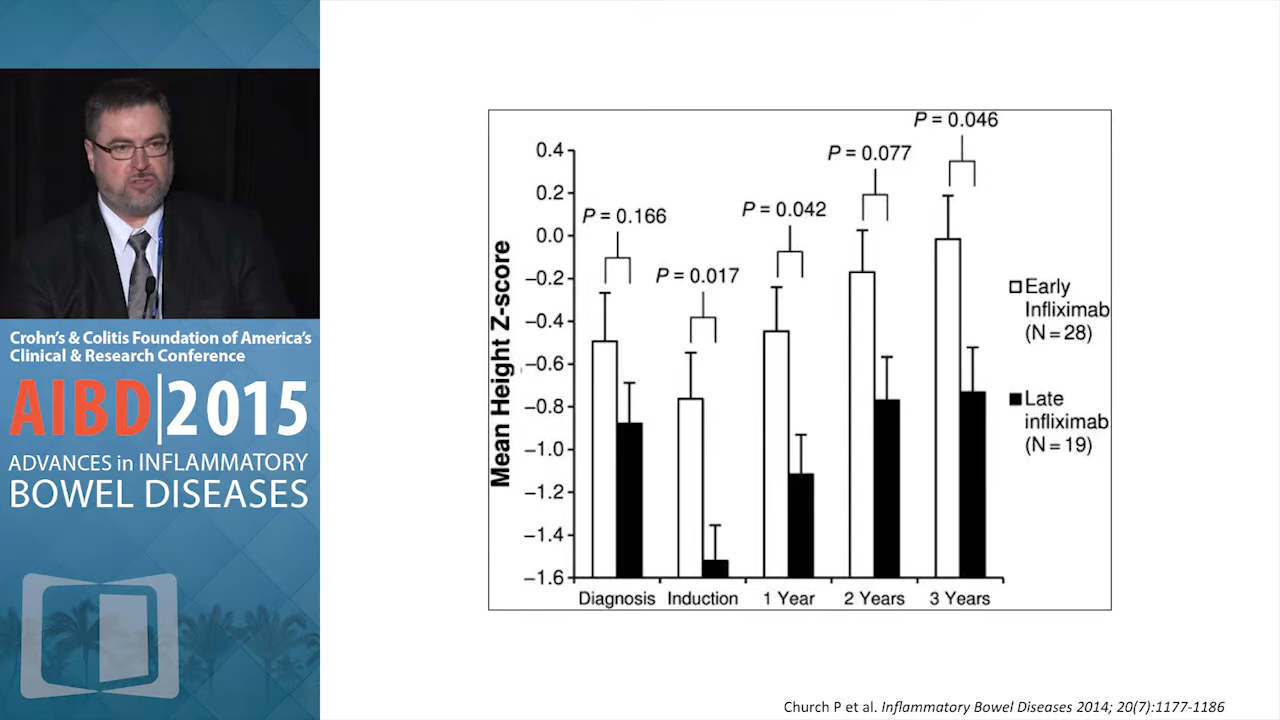 Crohn's & Colitis Foundation of America's
Clinical & Research Conference
AIBD|2015
ADVANCES in INFLAMMATORY
BOWEL DISEASES
P = 0.046
P = 0.077
P = 0.042
P = 0.166
P = 0.017
Mean Height Z-score
0.4
0.2
0.0
−0.2
−0.4
−0.6
−0.8
−1.0
−1.2
−1.4
−1.6
Diagnosis Induction 1 Year 2 Years 3 Years
Early
Infliximab
(N = 28)
Late
infliximab
(N = 19)
Church P et al. Inflammatory Bowel Diseases 2014; 20(7):1177-1186